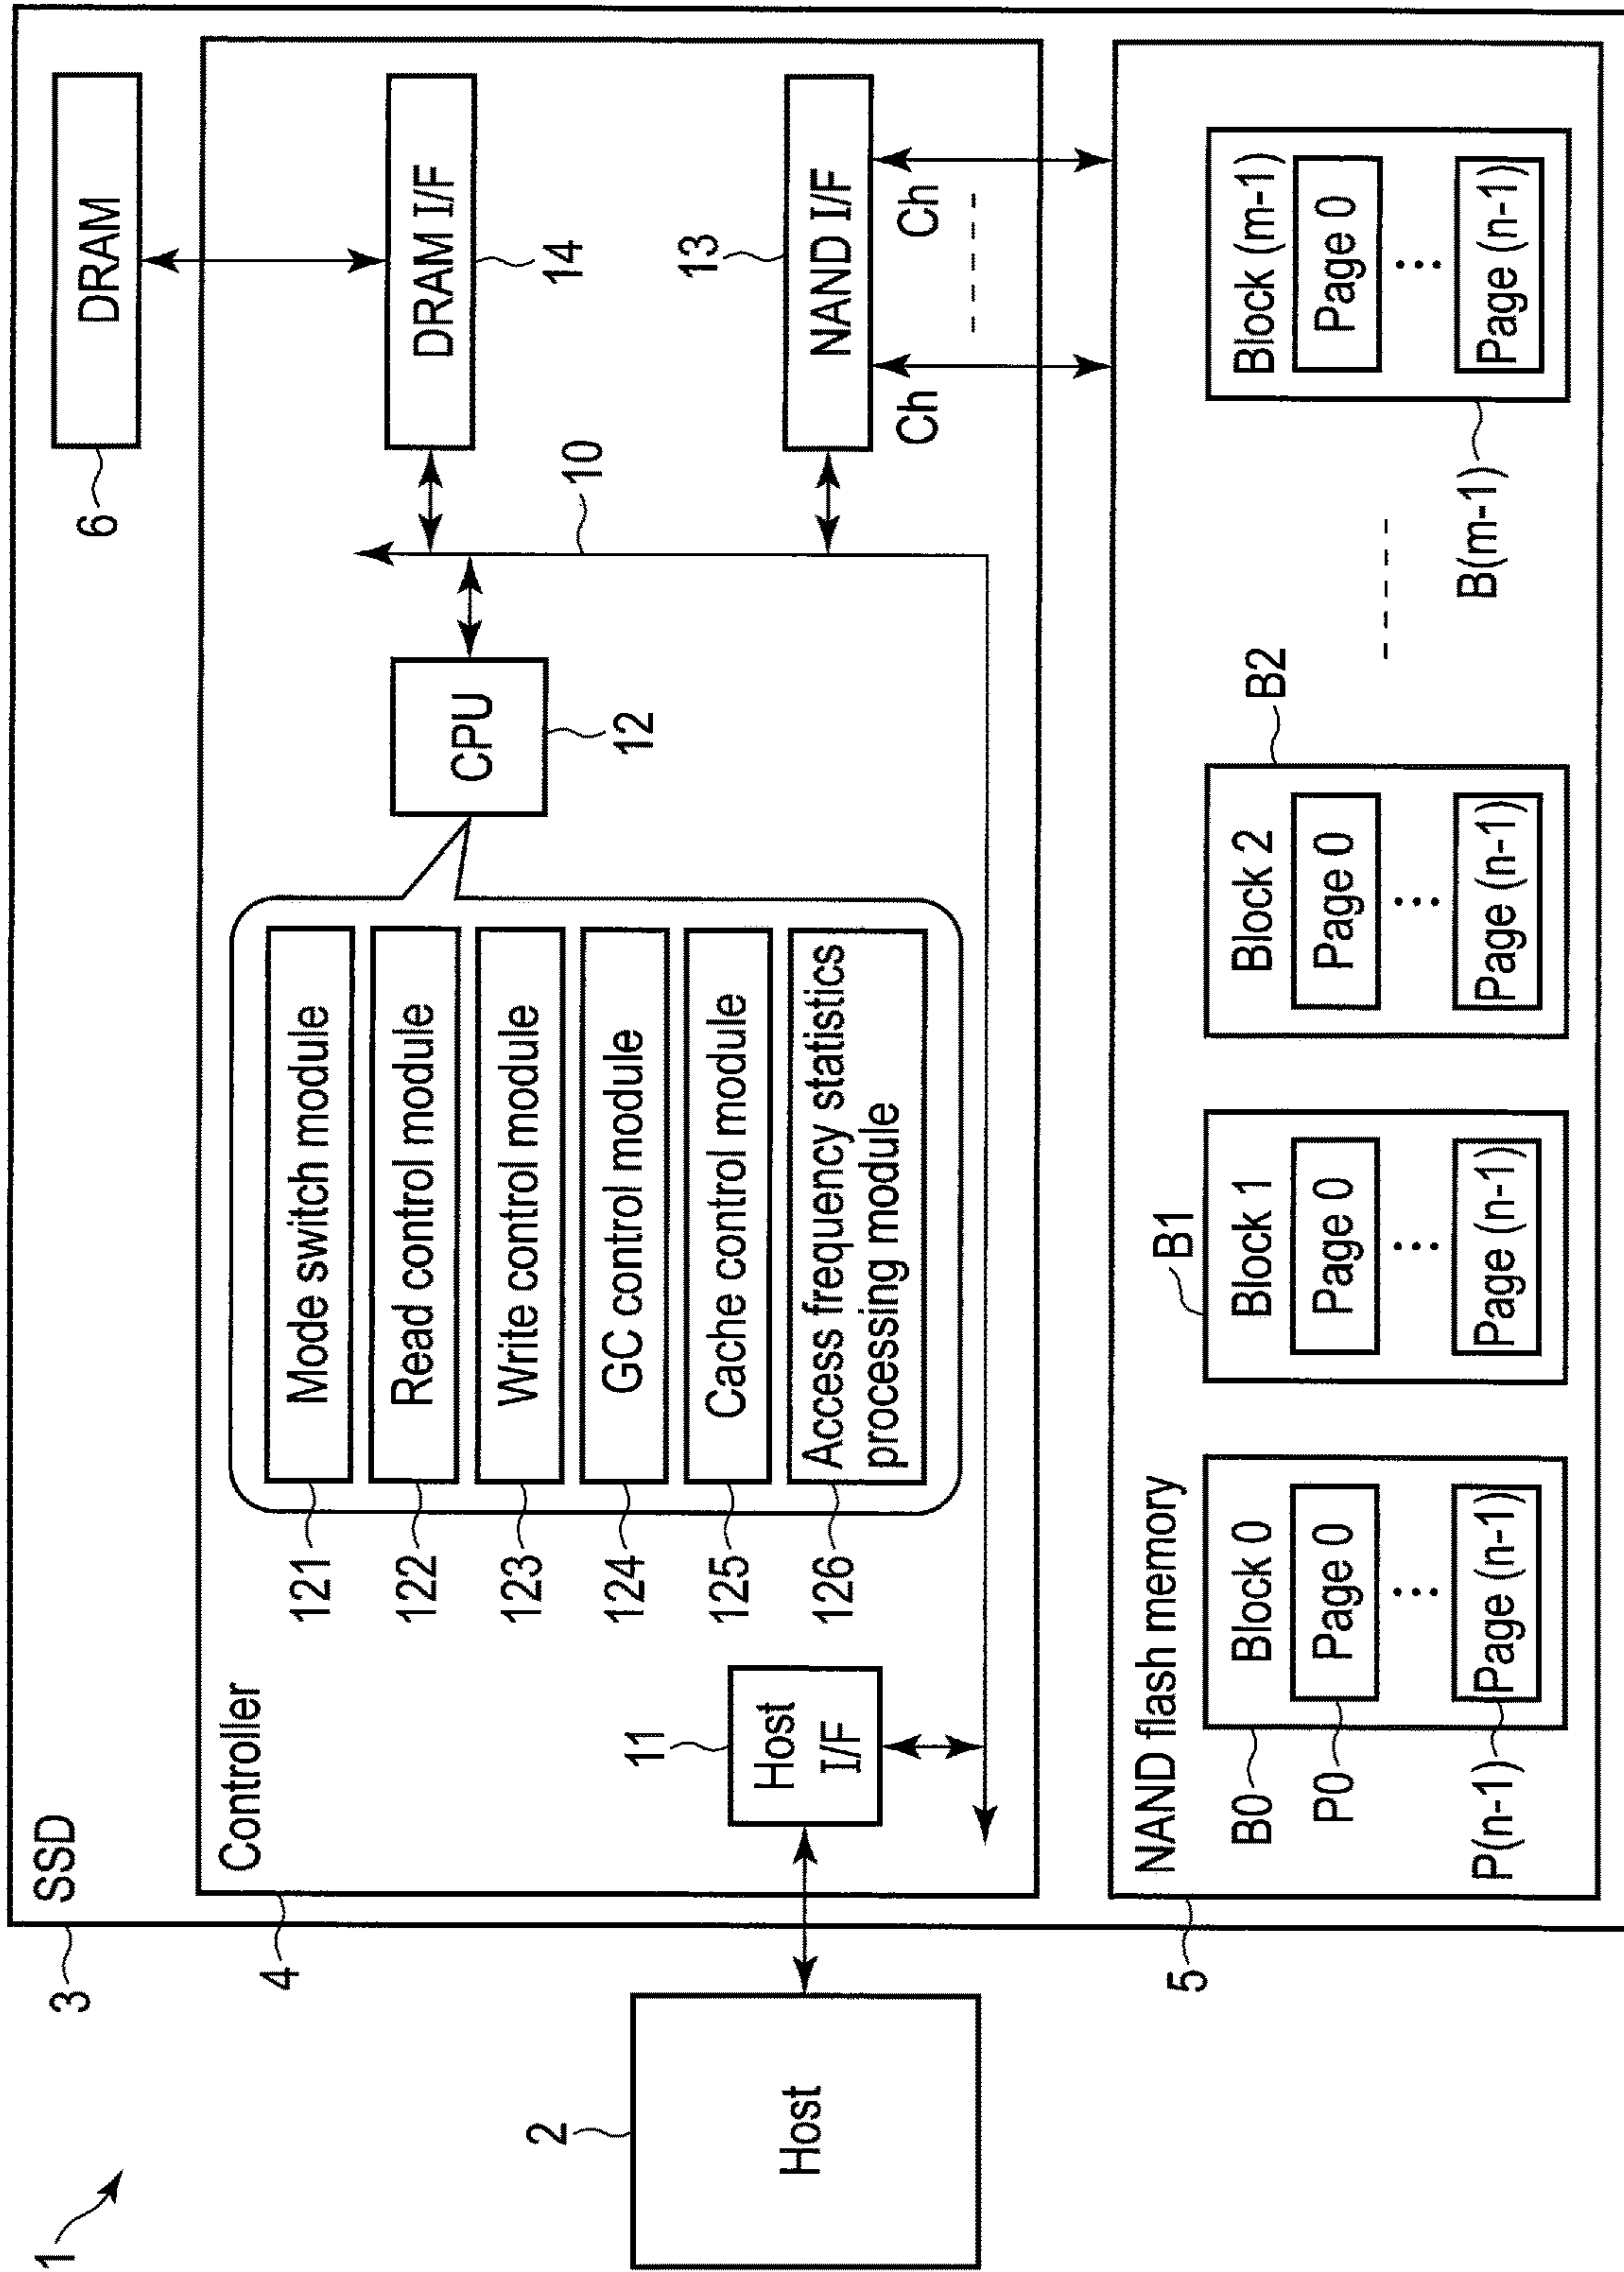 1
2
Host
3
SSD
6
DRAM
4
Controller
121
Mode switch module
122
Read control module
123
Write control module
124
GC control module
125
Cache control module
126
Access frequency statistics
processing module
CPU
12
DRAM I/F
14
10
11
Host
I/F
13
NAND I/F
Ch
Ch
5
NAND flash memory
B0
Block 0
P0
Page 0
P(n-1)
Page (n-1)
B1
Block 1
Page 0
Page (n-1)
B2
Block 2
Page 0
Page (n-1)
B(m-1)
Block (m-1)
Page 0
Page (n-1)